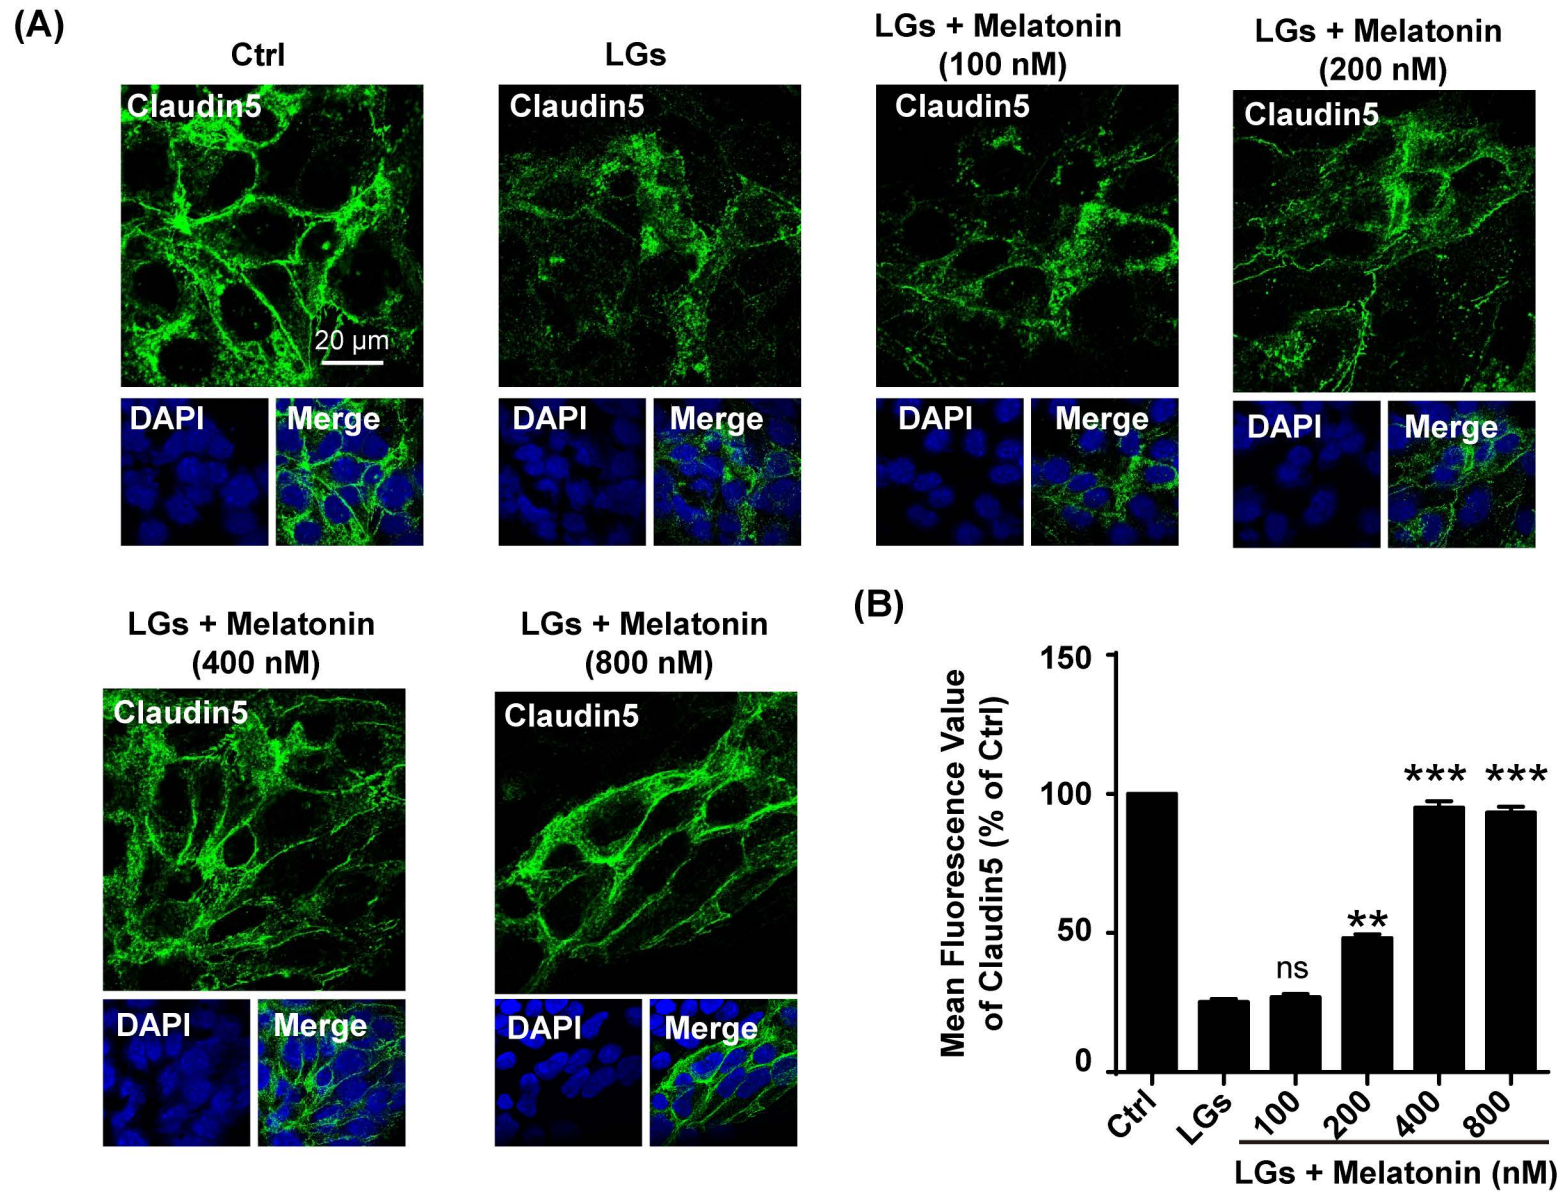 (A)
Ctrl
LGs
LGs + Melatonin
(100 nM)
LGs + Melatonin
(200 nM)
Claudin5
Claudin5
Claudin5
Claudin5
20 µm
DAPI
Merge
DAPI
Merge
DAPI
Merge
DAPI
Merge
LGs + Melatonin
(400 nM)
LGs + Melatonin
(800 nM)
Claudin5
Claudin5
DAPI
Merge
DAPI
Merge
(B)
Mean Fluorescence Value
of Claudin5 (% of Ctrl)
150
100
50
0
ns
**
***
***
Ctrl
LGs
100
200
400
800
LGs + Melatonin (nM)